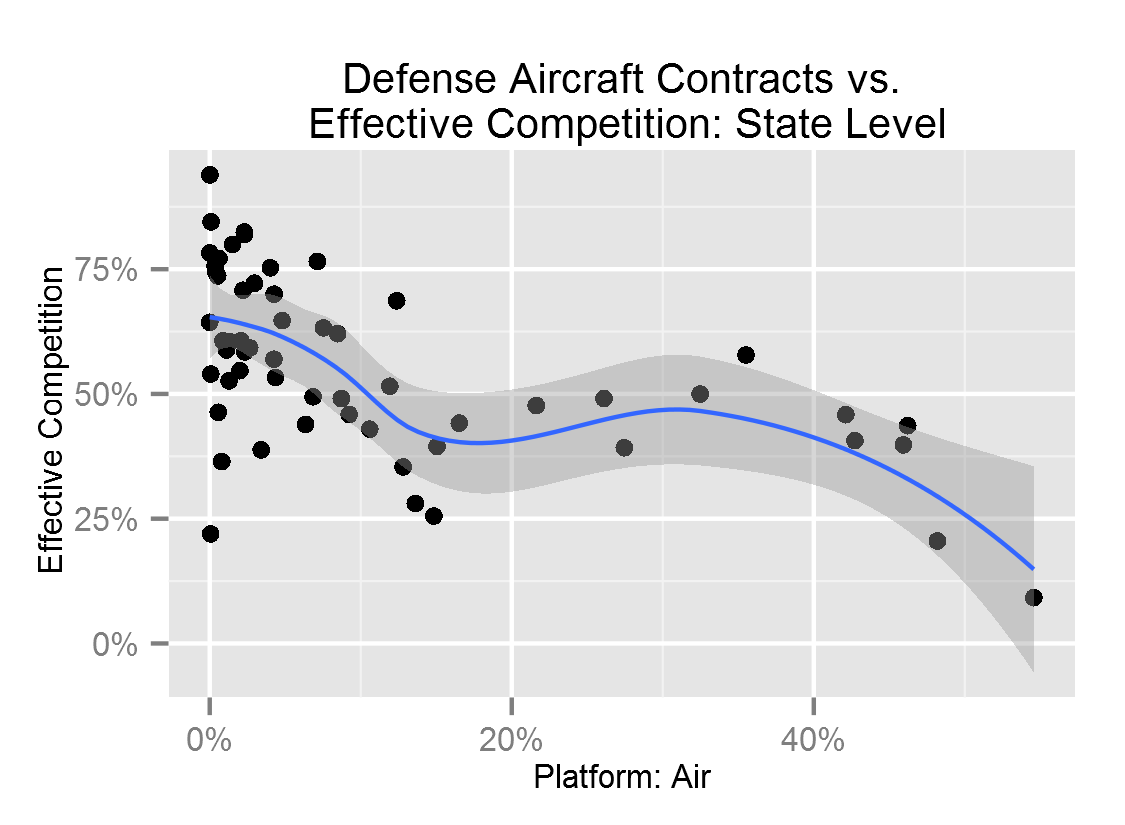 Defense Aircraft Contracts vs.
Effective Competition: State Level
Effective Competition
75%
50%
25%
0%
0%
20%
40%
Platform: Air